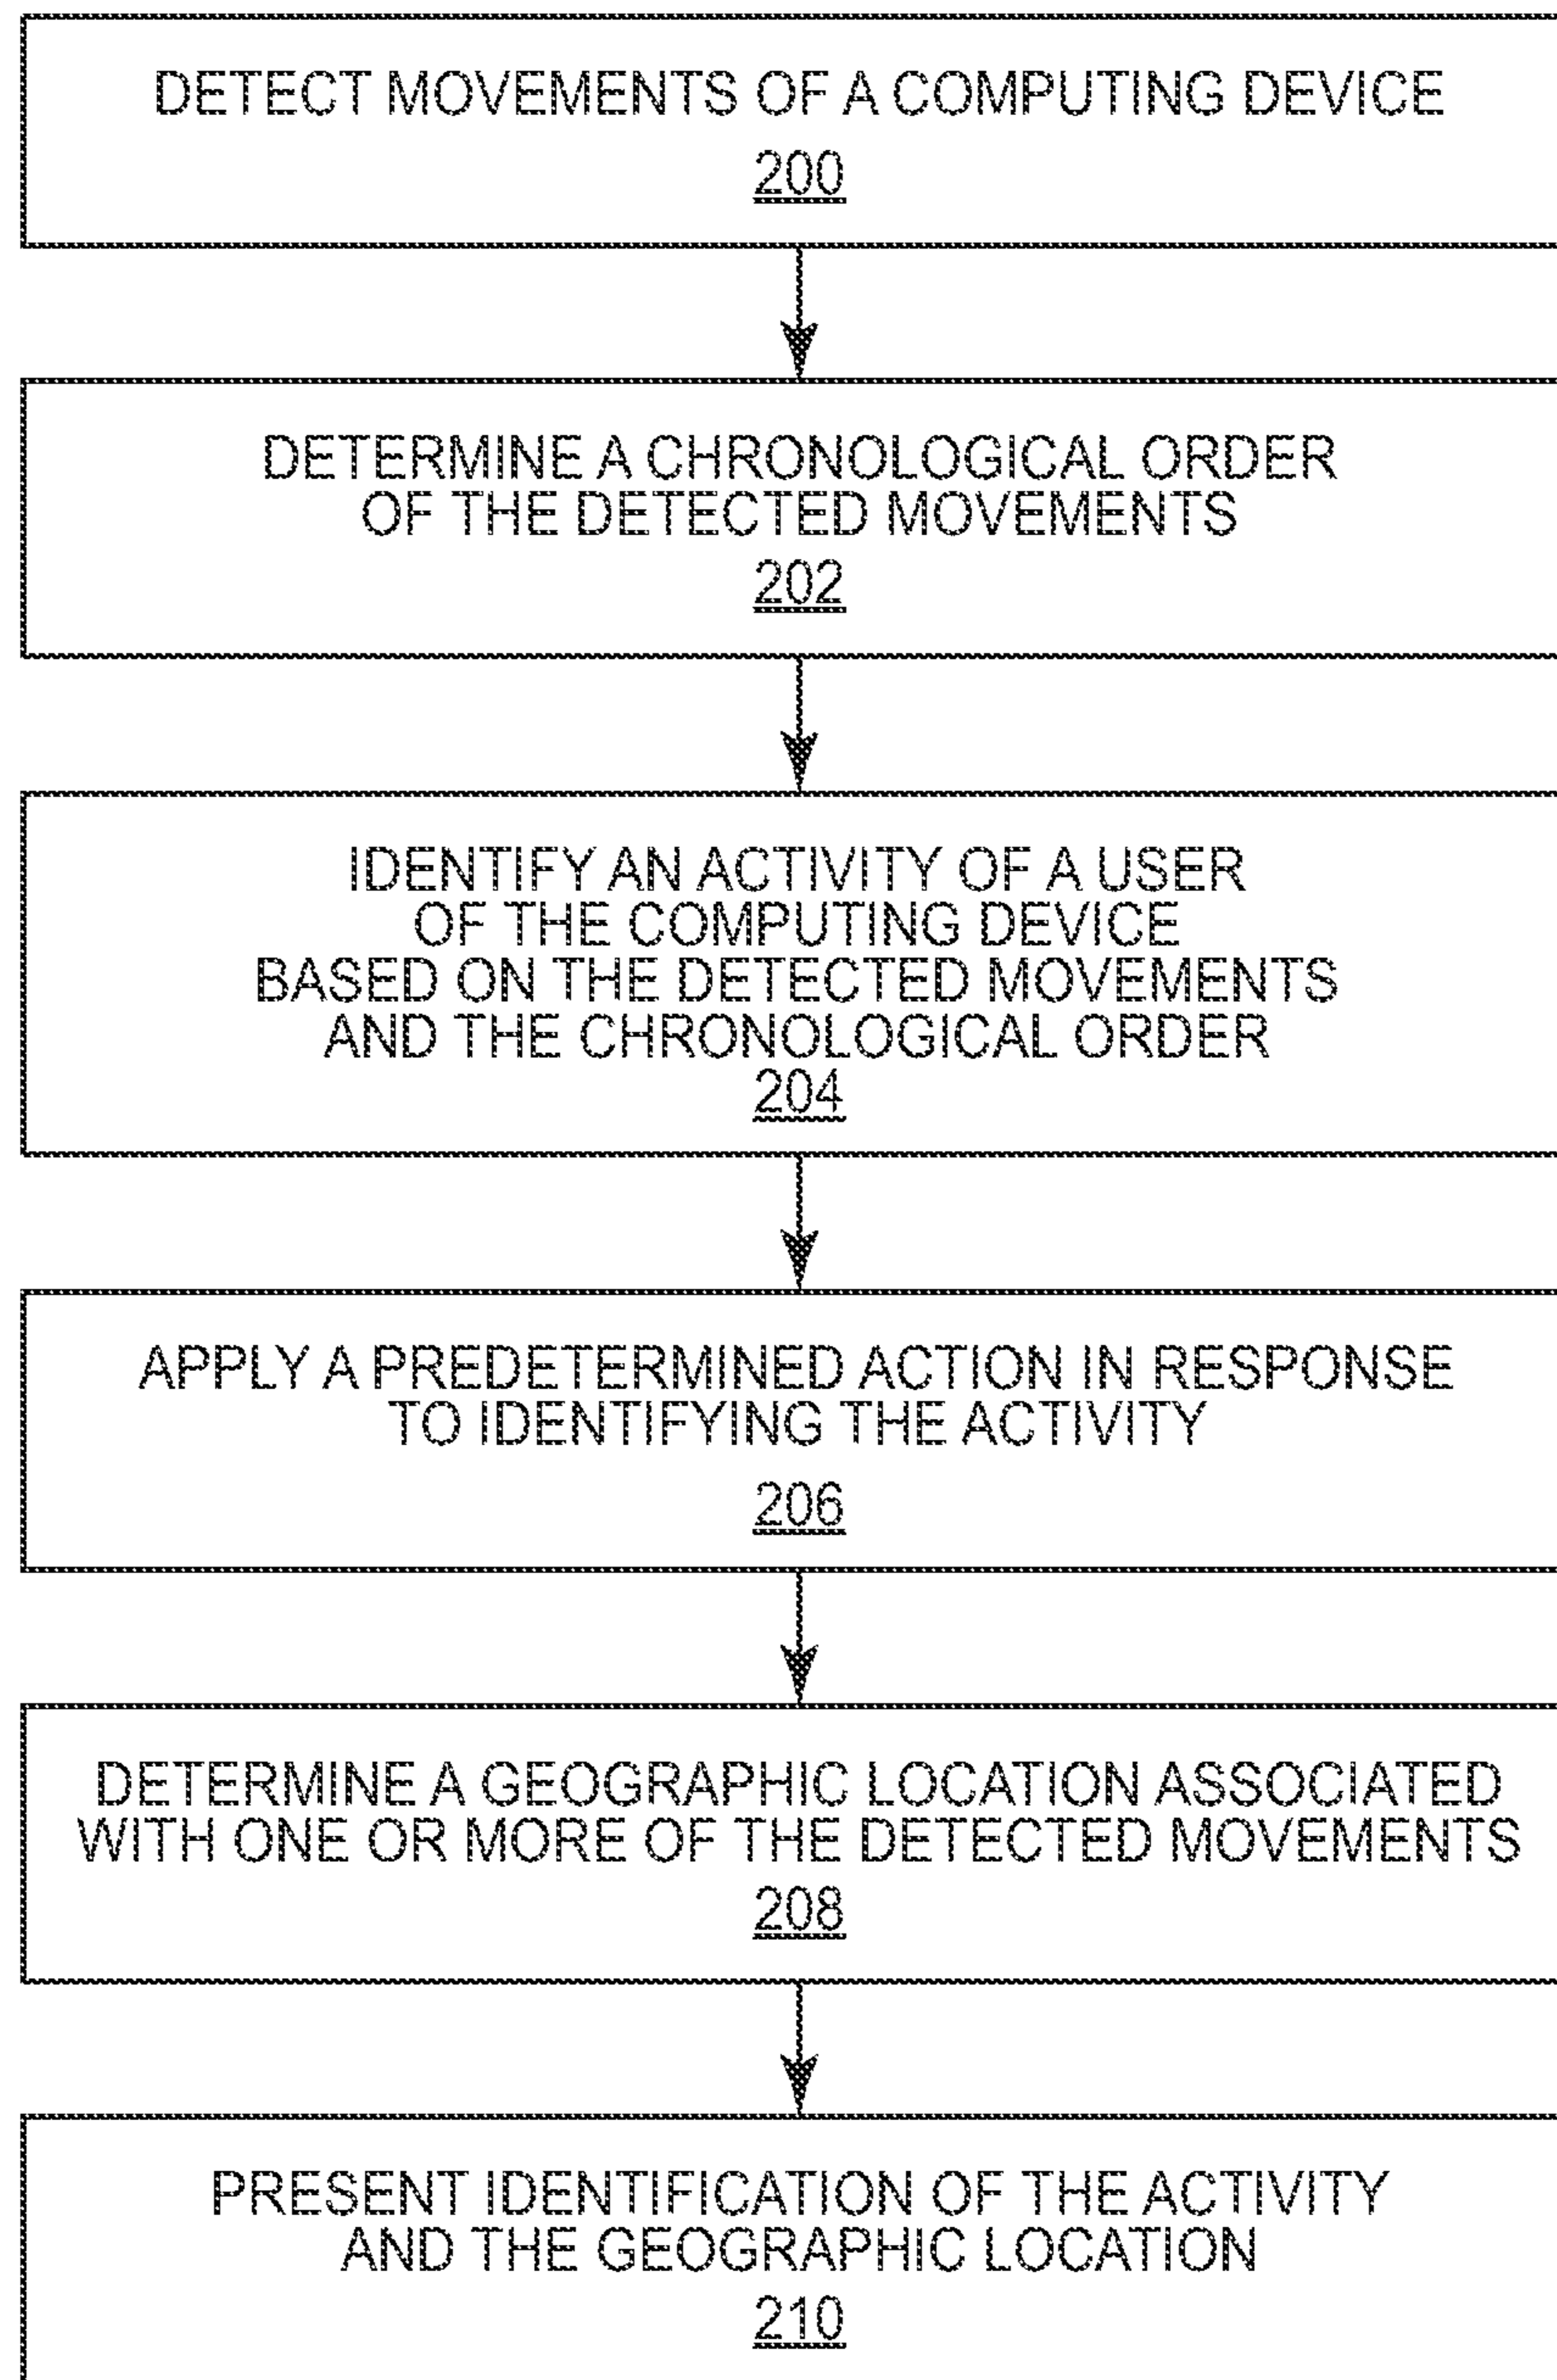 DETECT MOVEMENTS OF A COMPUTING DEVICE
200
DETERMINE A CHRONOLOGICAL ORDER
OF THE DETECTED MOVEMENTS
202
IDENTIFY AN ACTIVITY OF A USER
OF THE COMPUTING DEVICE
BASED ON THE DETECTED MOVEMENTS
AND THE CHRONOLOGICAL ORDER
204
APPLY A PREDETERMINED ACTION IN RESPONSE
TO IDENTIFYING THE ACTIVITY
206
DETERMINE A GEOGRAPHIC LOCATION ASSOCIATED
WITH ONE OR MORE OF THE DETECTED MOVEMENTS
208
PRESENT IDENTIFICATION OF THE ACTIVITY
AND THE GEOGRAPHIC LOCATION
210